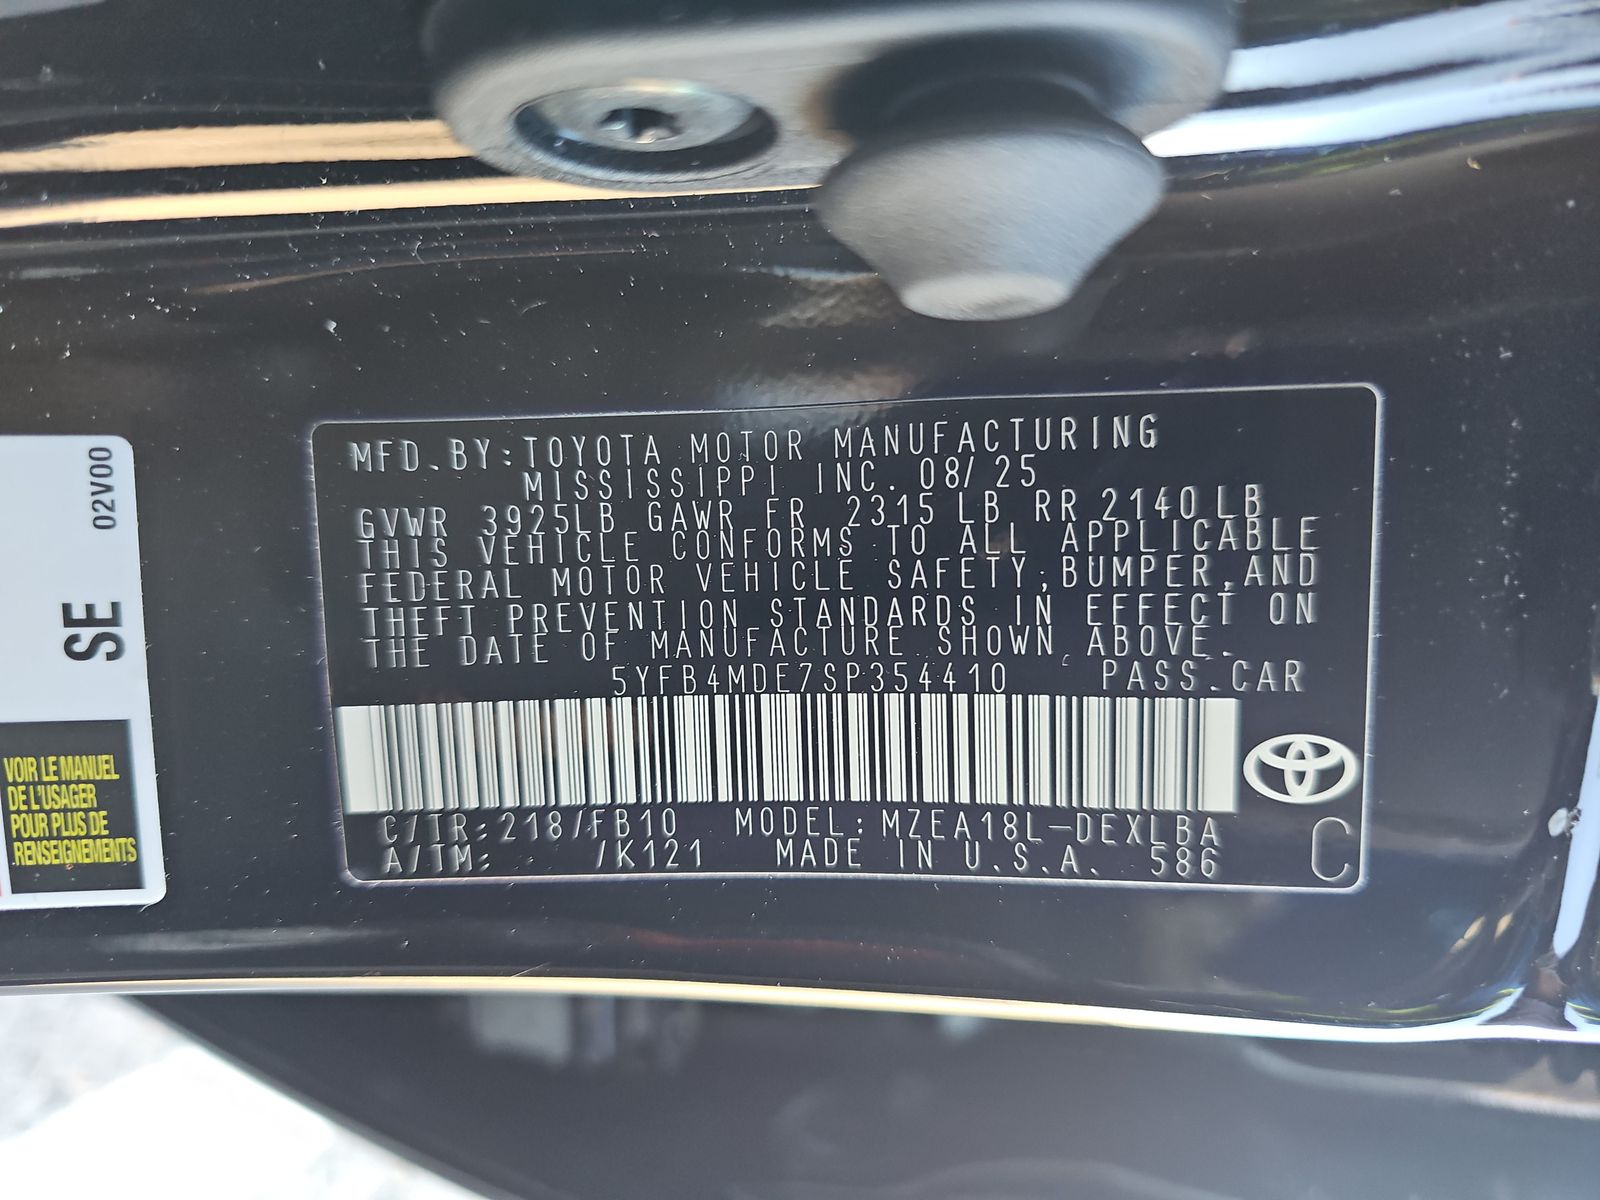 MFD.BY:TOYOTA MOTOR MANUFACTURING
MISSISSIPPI INC. 08/25
GVWR 3925LB GAWR FR 2315 LB RR 2140 LB
THIS VEHICLE CONFORMS TO ALL APPLICABLE
FEDERAL MOTOR VEHICLE SAFETY,BUMPER,AND
THEFT PREVENTION STANDARDS IN EFFECT ON
THE DATE OF MANUFACTURE SHOWN ABOVE.
5YFB4MDE7SP354410 PASS.CAR
C/TR:218/FB10 MODEL:MZEA18L-DEXLBA
A/TM: /K121 MADE IN U.S.A. 586
C
02V00
SE
VOIR LE MANUEL
DE L'USAGER
POUR PLUS DE
RENSEIGNEMENTS